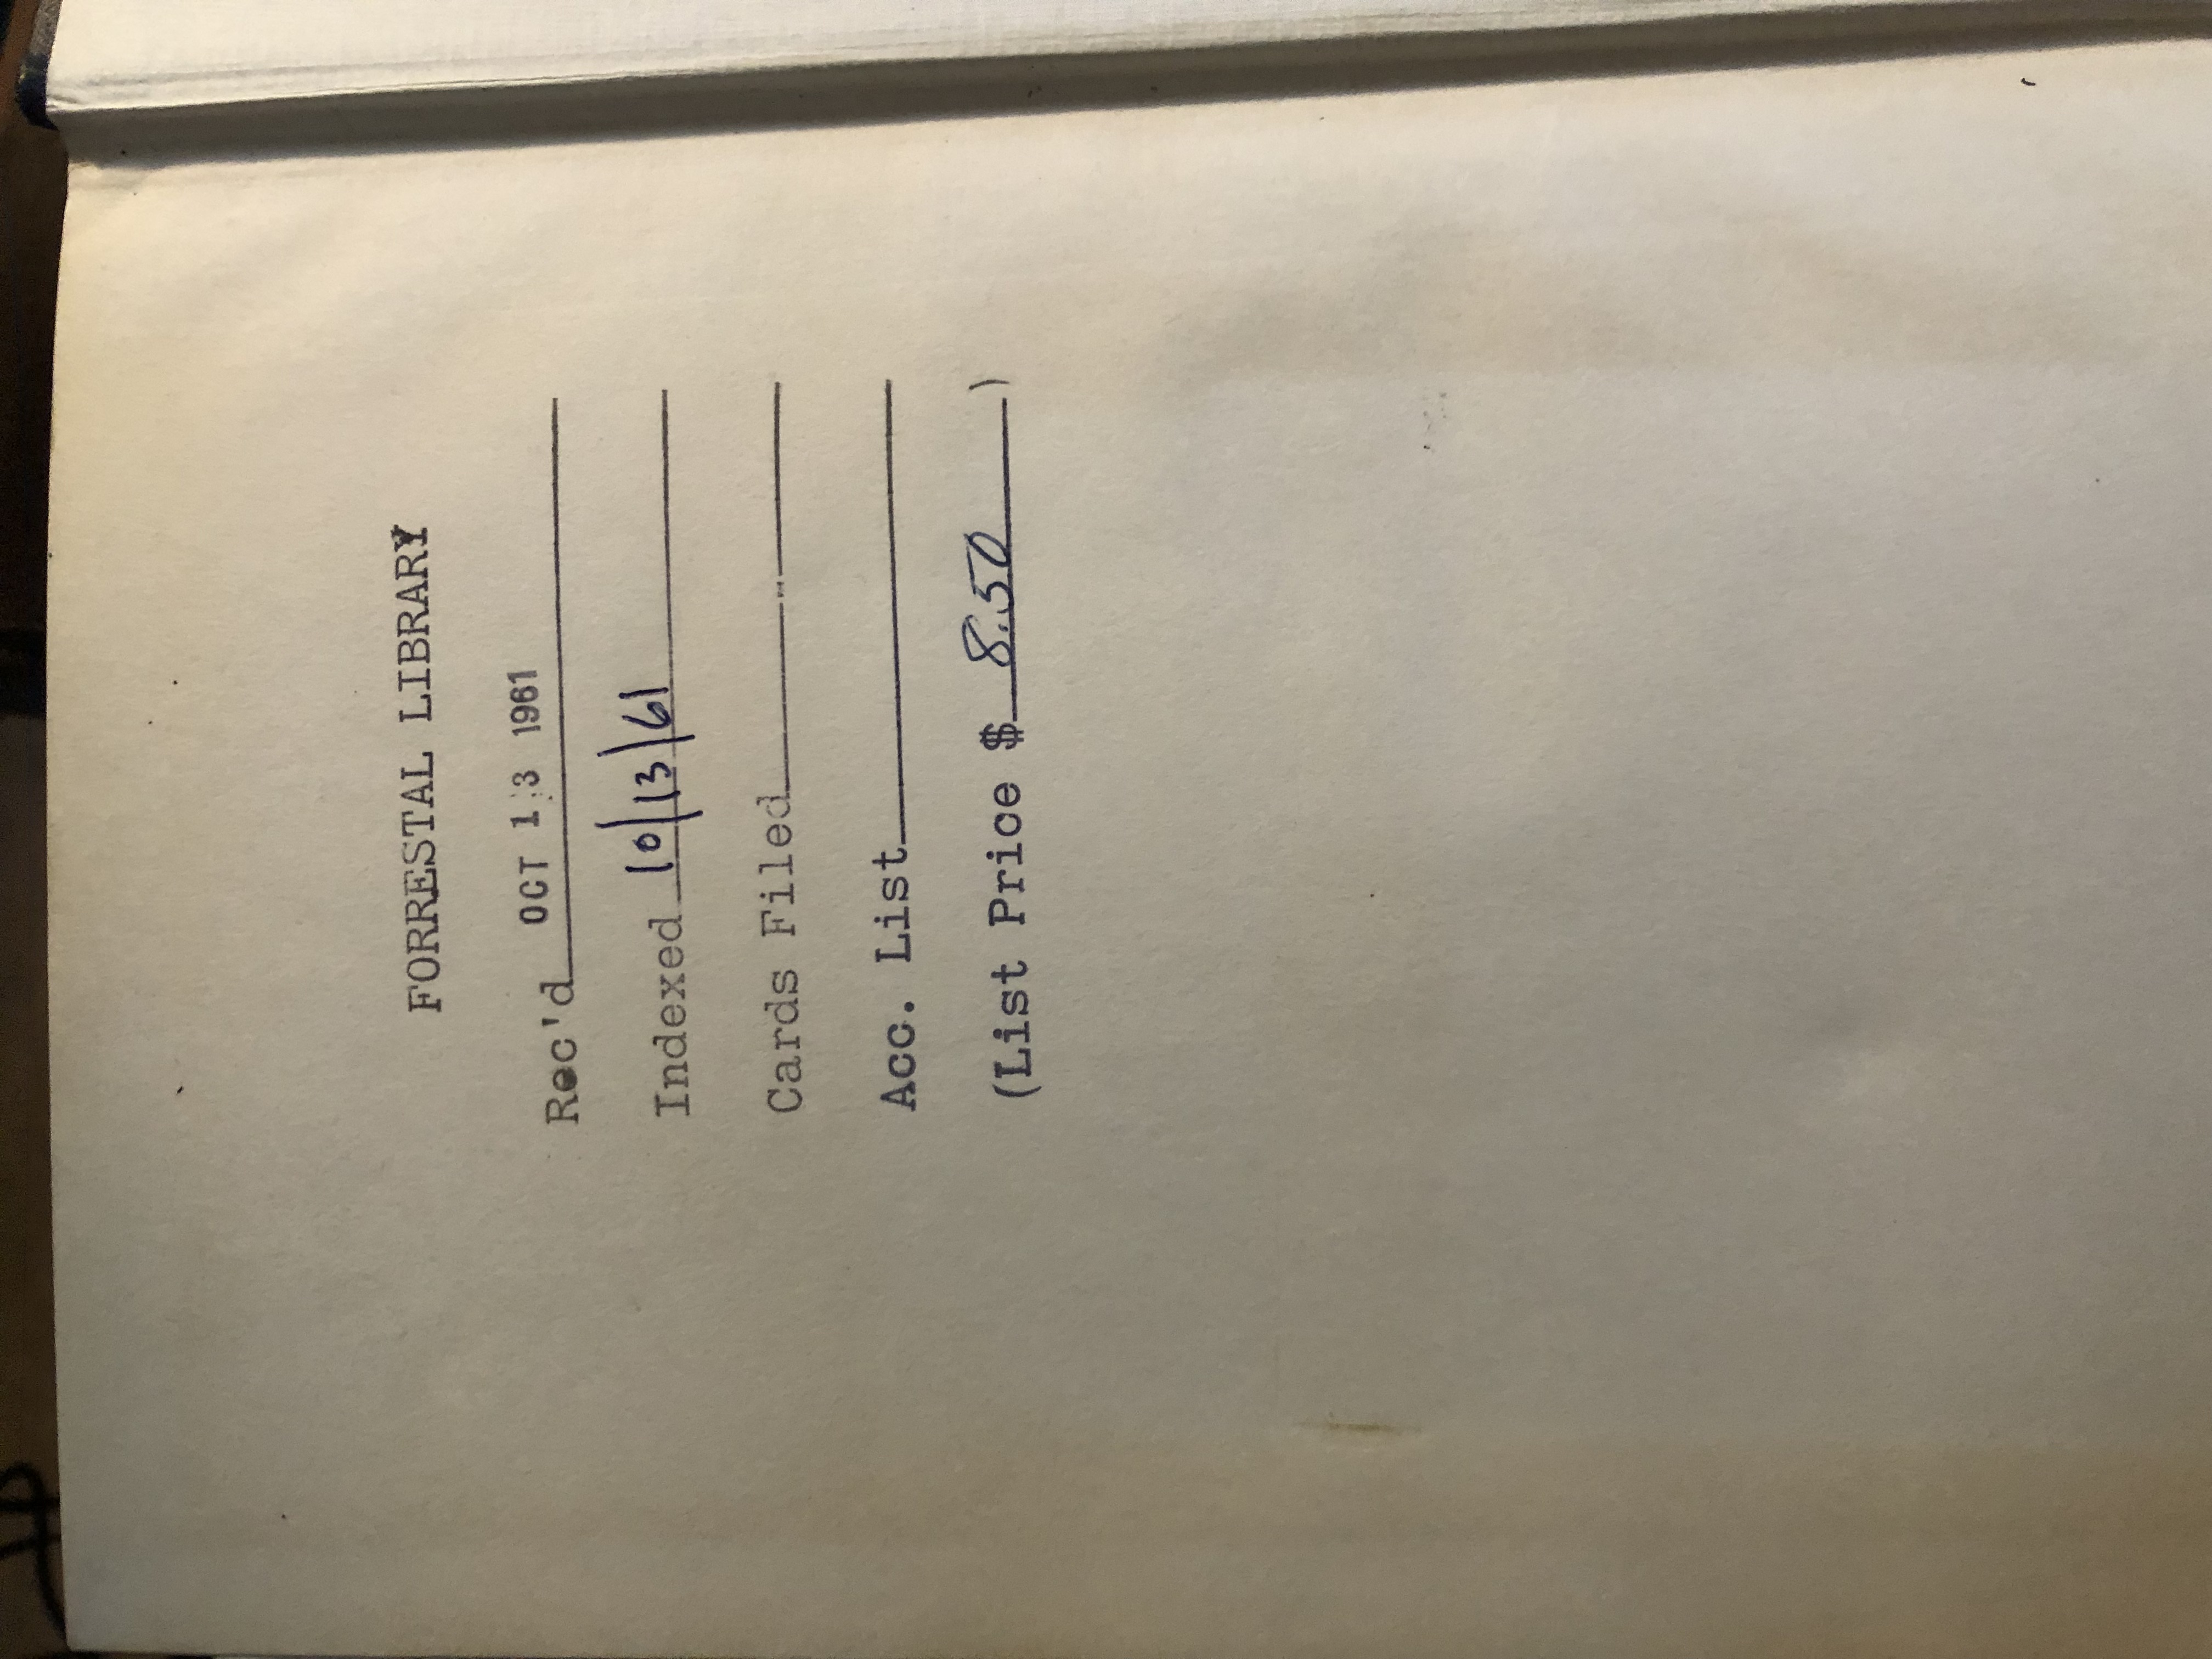 FORRESTAL LIBRARY
Rec'd OCT 13 1961
Indexed 10/13/61
Cards Filed
Acc. List
(List Price $ 8.50 )